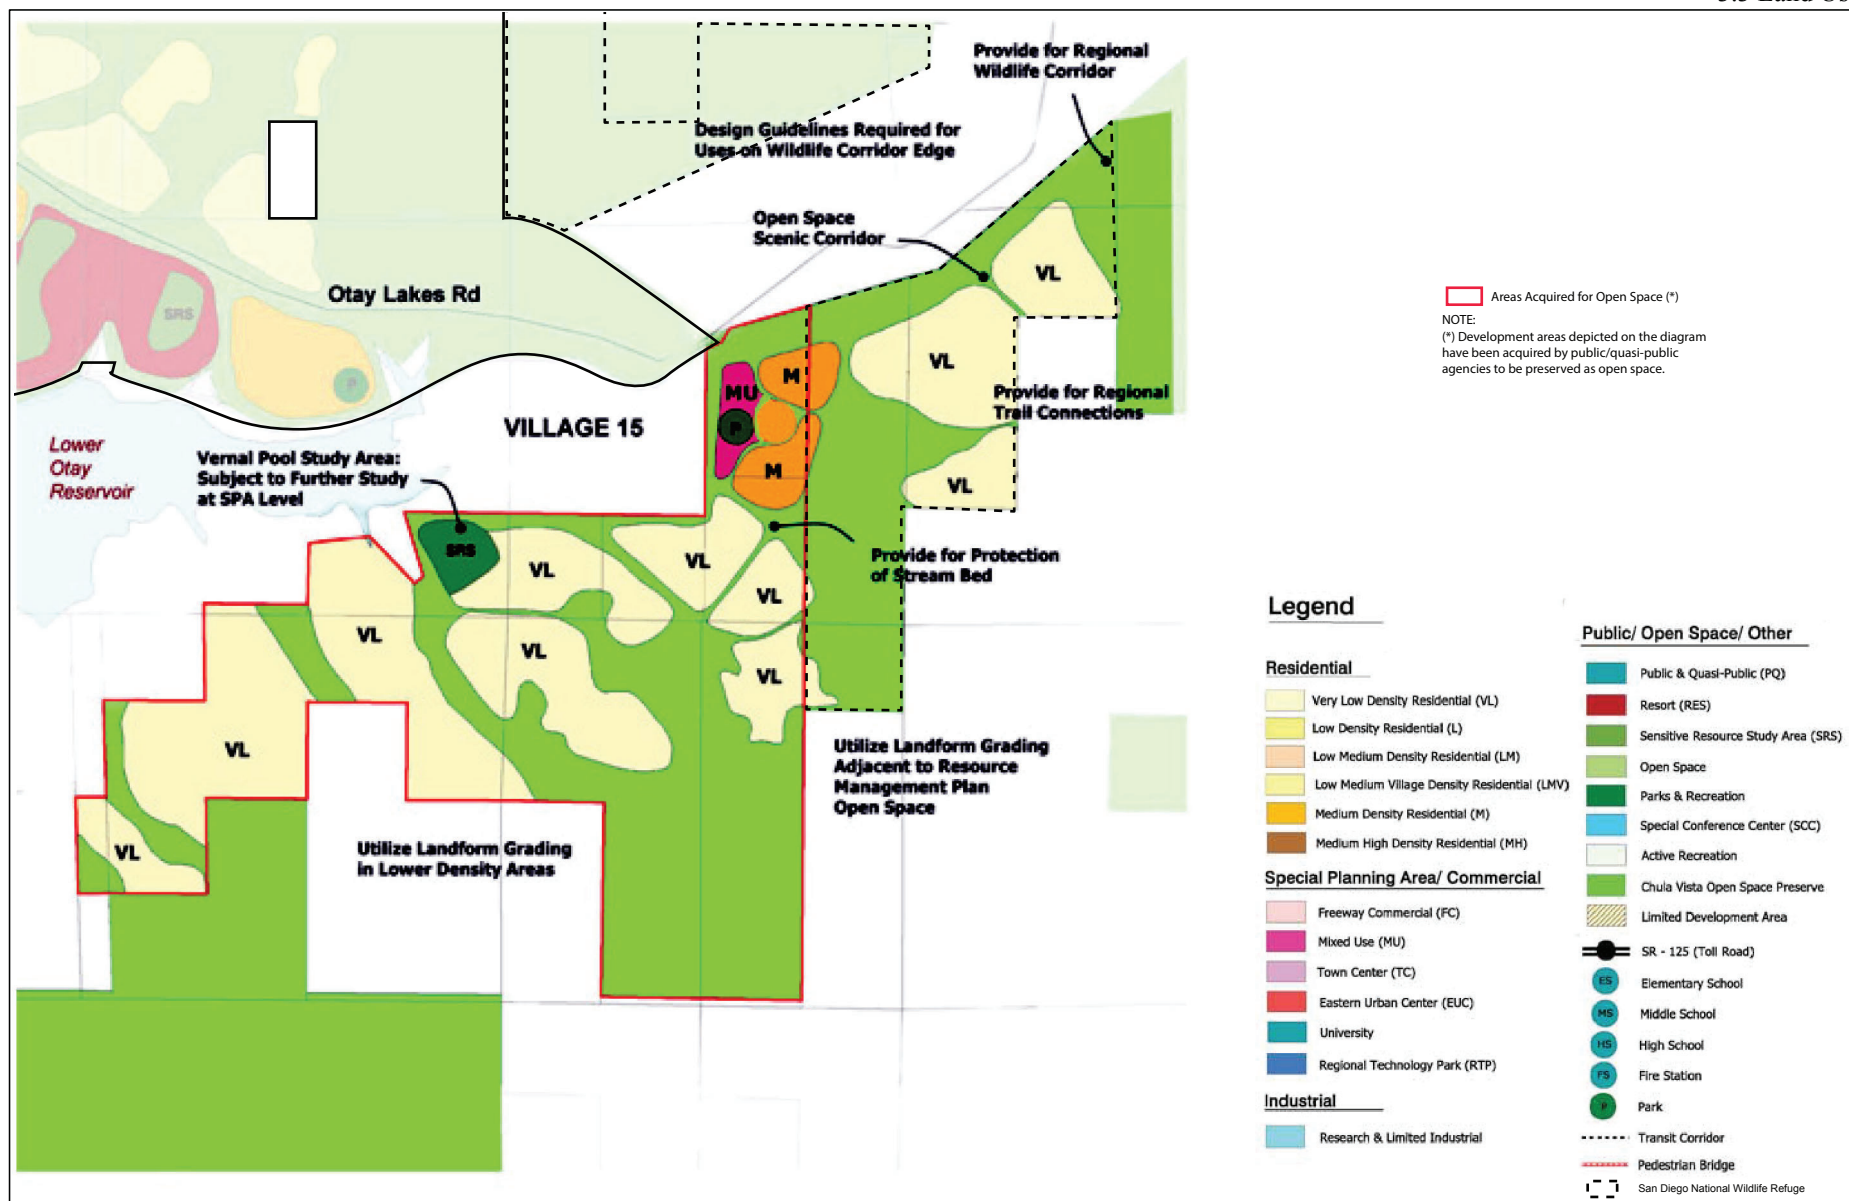 Provide for Regional
Wildlife Corridor
Design Guidelines Required for
Uses on Wildlife Corridor Edge
Open Space
Scenic Corridor
VL
Otay Lakes Rd
SRS
P
Areas Acquired for Open Space (*)
NOTE:
(*) Development areas depicted on the diagram
have been acquired by public/quasi-public
agencies to be preserved as open space.
VL
M
MU
P
M
Provide for Regional
Trail Connections
VILLAGE 15
Lower
Otay
Reservoir
Vernal Pool Study Area:
Subject to Further Study
at SPA Level
VL
SRS
VL
VL
VL
Provide for Protection
of Stream Bed
VL
VL
VL
VL
VL
Utilize Landform Grading
Adjacent to Resource
Management Plan
Open Space
Utilize Landform Grading
in Lower Density Areas
Legend
Residential
Very Low Density Residential (VL)
Low Density Residential (L)
Low Medium Density Residential (LM)
Low Medium Village Density Residential (LMV)
Medium Density Residential (M)
Medium High Density Residential (MH)
Special Planning Area/ Commercial
Freeway Commercial (FC)
Mixed Use (MU)
Town Center (TC)
Eastern Urban Center (EUC)
University
Regional Technology Park (RTP)
Industrial
Research & Limited Industrial
Public/ Open Space/ Other
Public & Quasi-Public (PQ)
Resort (RES)
Sensitive Resource Study Area (SRS)
Open Space
Parks & Recreation
Special Conference Center (SCC)
Active Recreation
Chula Vista Open Space Preserve
Limited Development Area
SR - 125 (Toll Road)
ES Elementary School
MS Middle School
HS High School
FS Fire Station
P Park
Transit Corridor
Pedestrian Bridge
San Diego National Wildlife Refuge